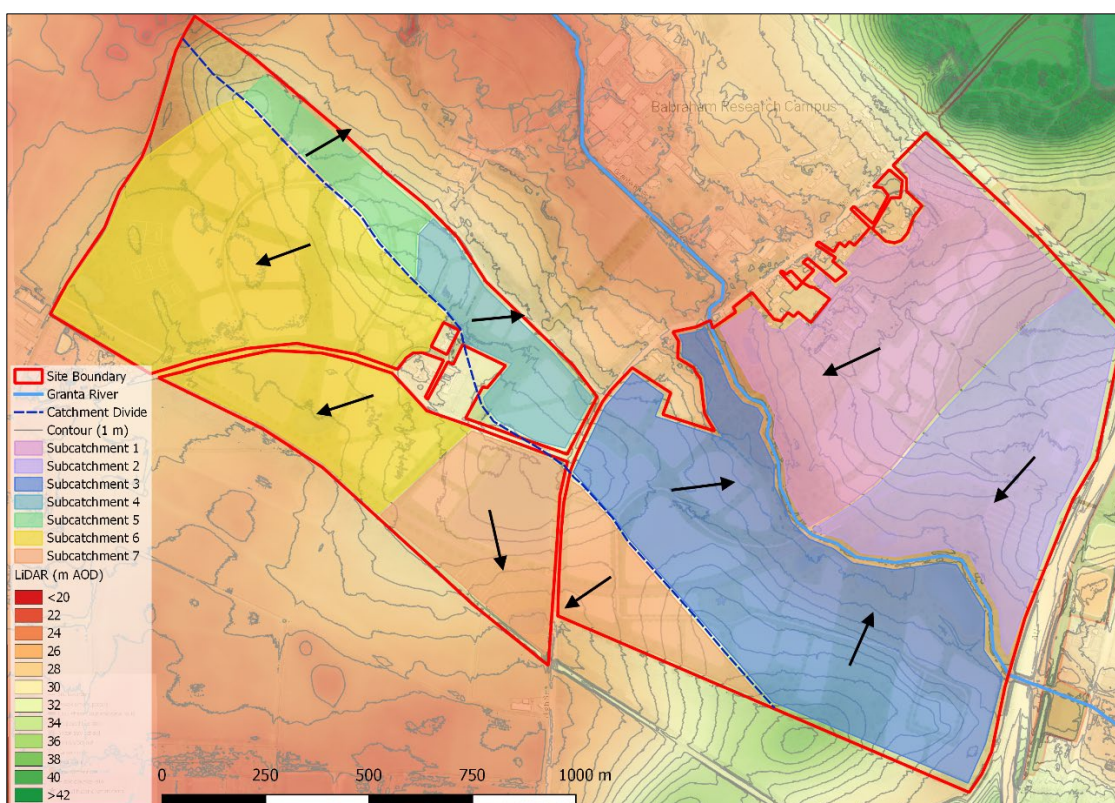 Babraham Research Campus
Site Boundary
Granta River
Catchment Divide
Contour (1 m)
Subcatchment 1
Subcatchment 2
Subcatchment 3
Subcatchment 4
Subcatchment 5
Subcatchment 6
Subcatchment 7
LiDAR (m AOD)
<20
22
24
26
28
30
32
34
36
38
40
>42
0 250 500 750 1000 m